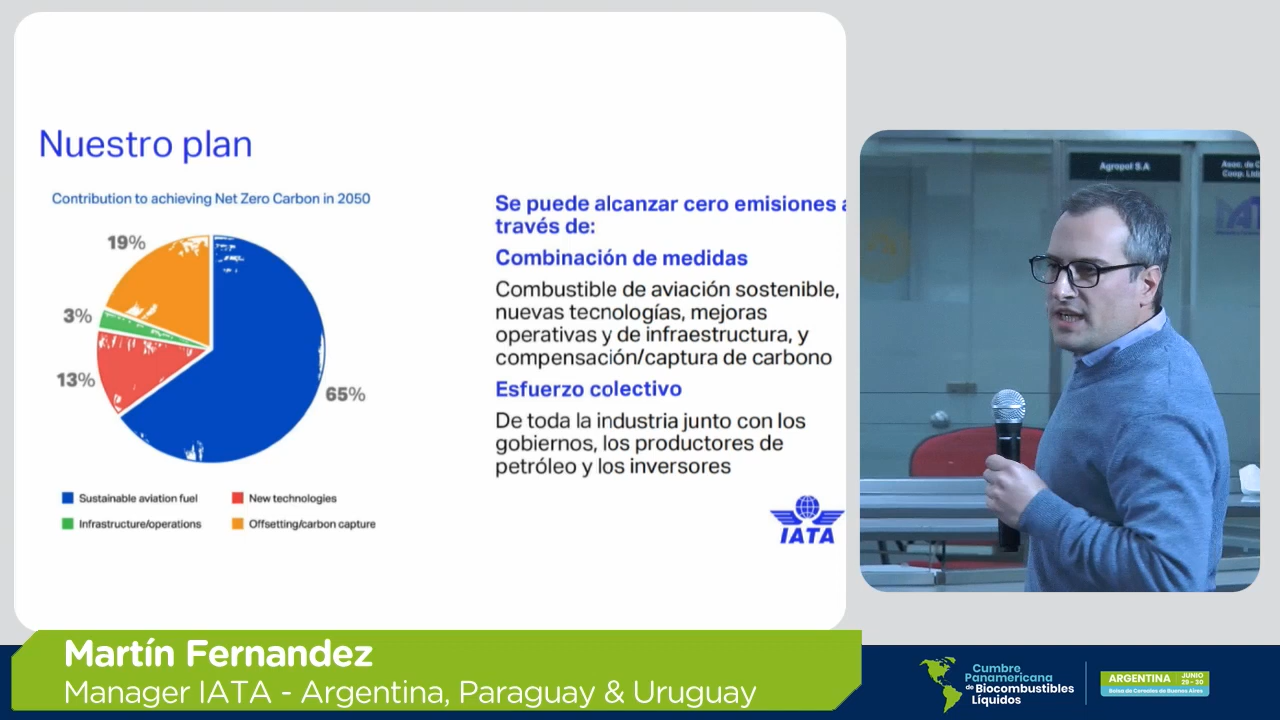 Nuestro plan
Contribution to achieving Net Zero Carbon in 2050
19%
3%
13%
65%
Sustainable aviation fuel
New technologies
Infrastructure/operations
Offsetting/carbon capture
Se puede alcanzar cero emisiones a
través de:
Combinación de medidas
Combustible de aviación sostenible,
nuevas tecnologías, mejoras
operativas y de infraestructura, y
compensación/captura de carbono
Esfuerzo colectivo
De toda la industria junto con los
gobiernos, los productores de
petróleo y los inversores
IATA
Agropol S.A
Asoc. de C
Coop. Ltda
Martín Fernandez
Manager IATA - Argentina, Paraguay & Uruguay
Cumbre
Panamericana
de Biocombustibles
Líquidos
ARGENTINA
JUNIO
29-30
Bolsa de Cereales de Buenos Aires